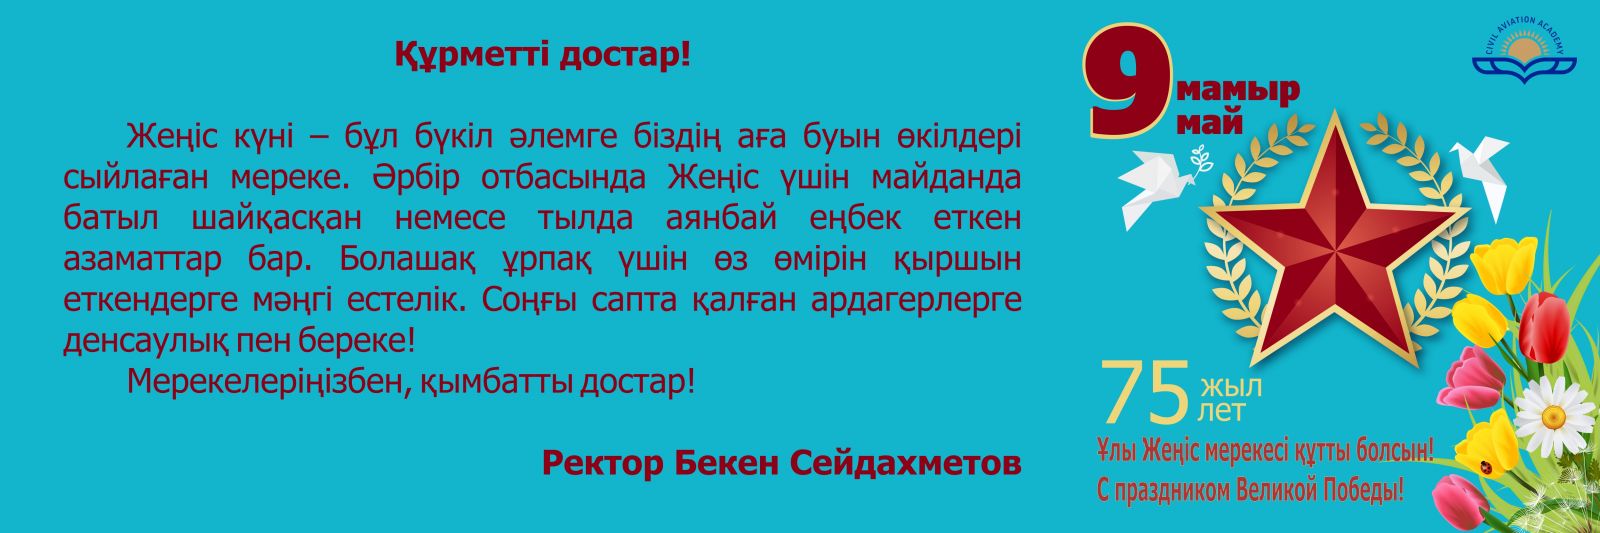 Құрметті достар!
Жеңіс күні – бұл бүкіл әлемге біздің аға буын өкілдері
сыйлаған мереке. Әрбір отбасында Жеңіс үшін майданда
батыл шайқасқан немесе тылда аянбай еңбек еткен
азаматтар бар. Болашақ ұрпақ үшін өз өмірін қыршын
еткендерге мәңгі естелік. Соңғы сапта қалған ардагерлерге
денсаулық пен береке!
Мерекелеріңізбен, қымбатты достар!
Ректор Бекен Сейдахметов
9 мамыр
май
CIVIL AVIATION ACADEMY
75 жыл
лет
Ұлы Жеңіс мерекесі құтты болсын!
С праздником Великой Победы!